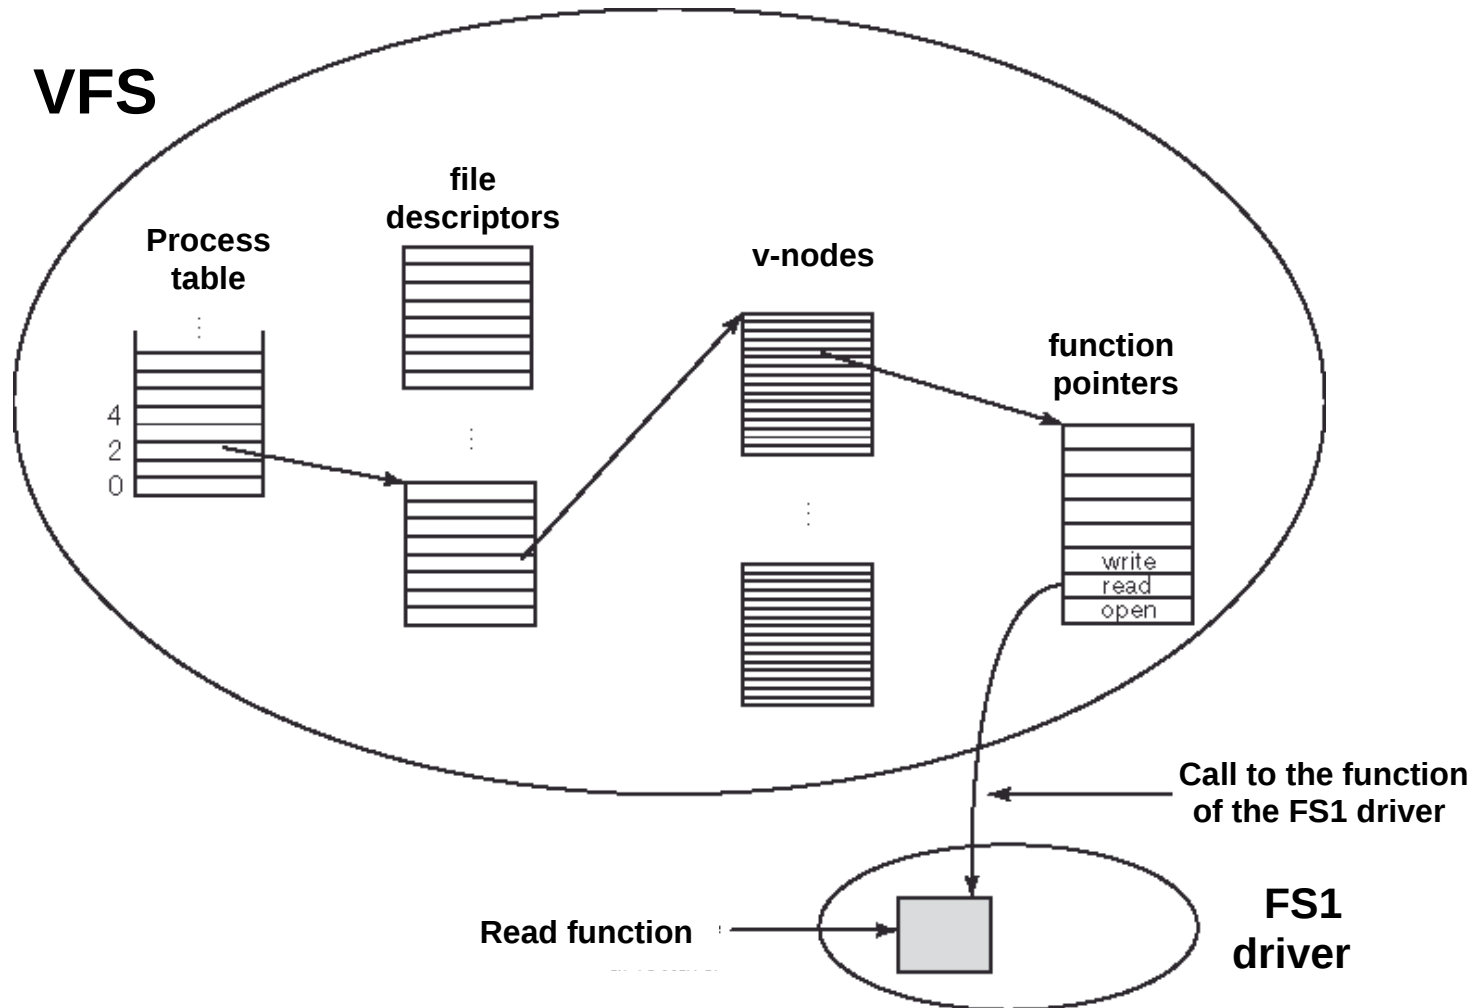 VFS
file
descriptors
Process
table
v-nodes
function
pointers
4
2
0
write
read
open
Call to the function
of the FS1 driver
FS1
driver
Read function